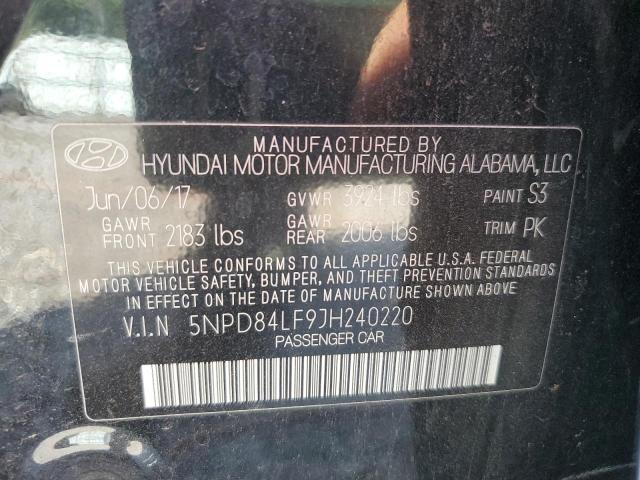 MANUFACTURED BY
HYUNDAI MOTOR MANUFACTURING ALABAMA, LLC
Jun/06/17 GVWR 3924 lbs PAINT S3
GAWR FRONT 2183 lbs GAWR REAR 2006 lbs TRIM PK
THIS VEHICLE CONFORMS TO ALL APPLICABLE U.S.A. FEDERAL
MOTOR VEHICLE SAFETY, BUMPER, AND THEFT PREVENTION STANDARDS
IN EFFECT ON THE DATE OF MANUFACTURE SHOWN ABOVE.
V.I.N 5NPD84LF9JH240220
PASSENGER CAR